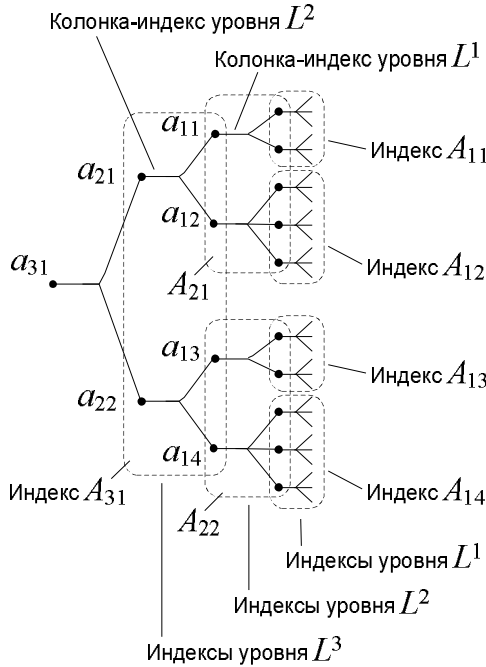 Колонка-индекс уровня L²
Колонка-индекс уровня L¹
a₁₁
Индекс A₁₁
a₂₁
a₁₂
a₃₁
A₂₁
Индекс A₁₂
a₁₃
Индекс A₁₃
a₂₂
a₁₄
Индекс A₃₁
A₂₂
Индекс A₁₄
Индексы уровня L¹
Индексы уровня L²
Индексы уровня L³